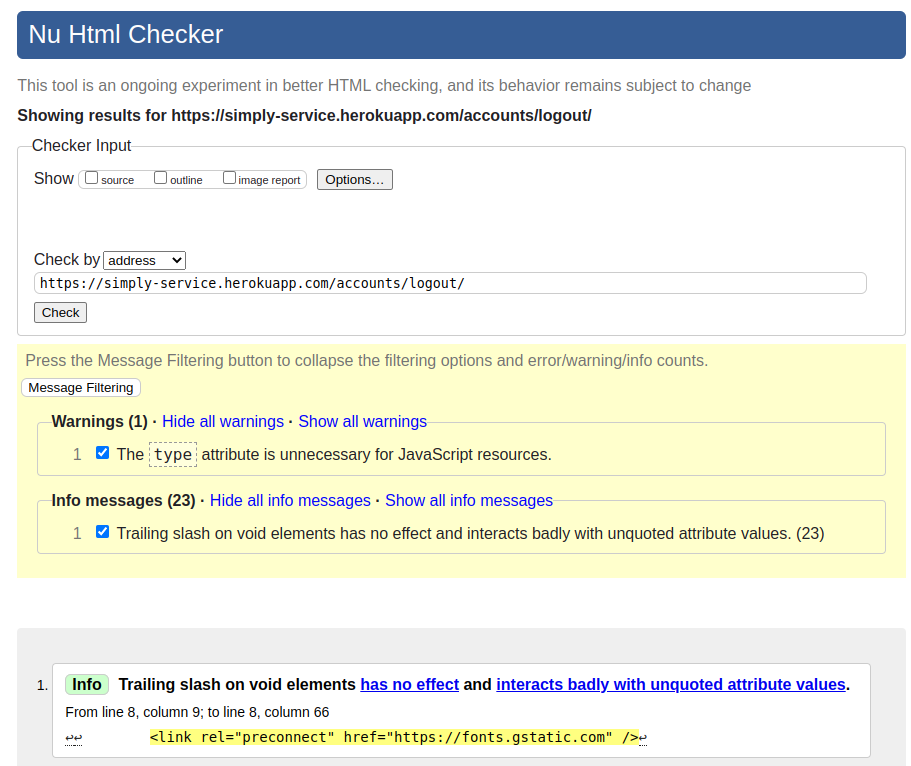 Nu Html Checker
This tool is an ongoing experiment in better HTML checking, and its behavior remains subject to change
Showing results for https://simply-service.herokuapp.com/accounts/logout/
Checker Input
Show source outline image report Options...
Check by address
https://simply-service.herokuapp.com/accounts/logout/
Check
Press the Message Filtering button to collapse the filtering options and error/warning/info counts.
Message Filtering
Warnings (1) · Hide all warnings · Show all warnings
1 The type attribute is unnecessary for JavaScript resources.
Info messages (23) · Hide all info messages · Show all info messages
1 Trailing slash on void elements has no effect and interacts badly with unquoted attribute values. (23)
1. Info Trailing slash on void elements has no effect and interacts badly with unquoted attribute values.
From line 8, column 9; to line 8, column 66
↩↩ <link rel="preconnect" href="https://fonts.gstatic.com" />↩